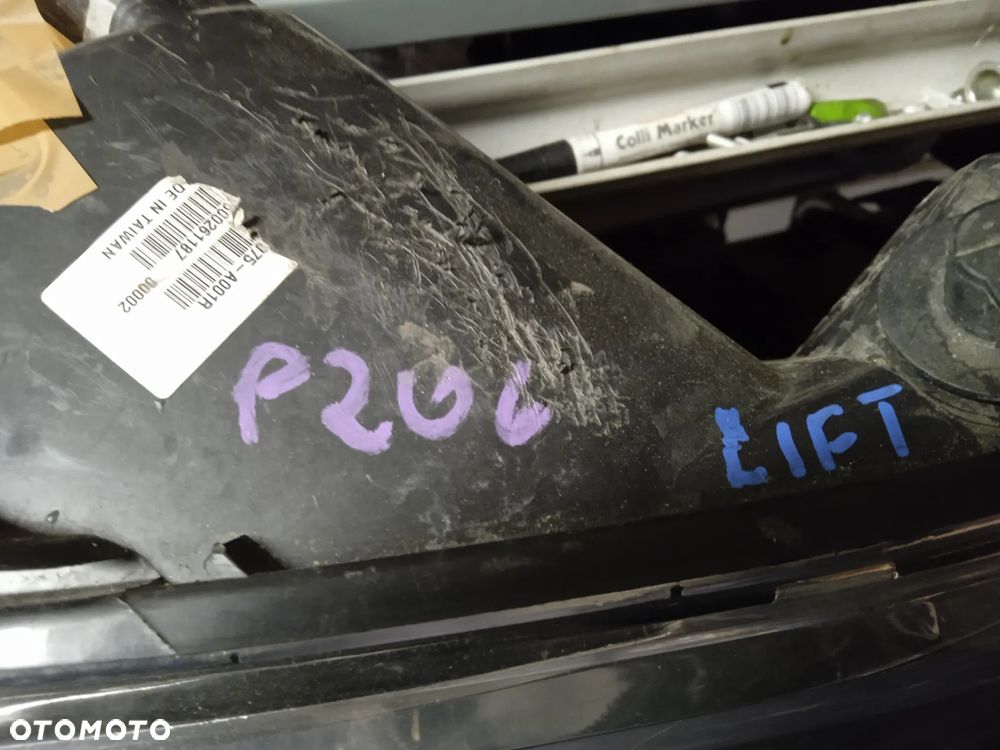 Colli Marker
DE IN TAIWAN
00261187
075-A001R
00002
P206
LIFT
OTOMOTO